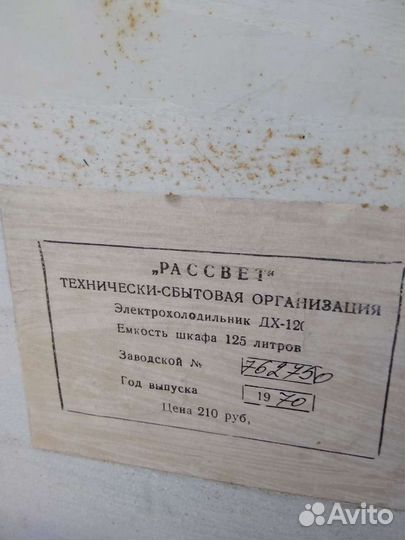 „РАССВЕТ“
ТЕХНИЧЕСКИ-СБЫТОВАЯ ОРГАНИЗАЦИЯ
Электрохолодильник ДХ-120
Емкость шкафа 125 литров
Заводской № 762750
Год выпуска 1970
Цена 210 руб,
Avito